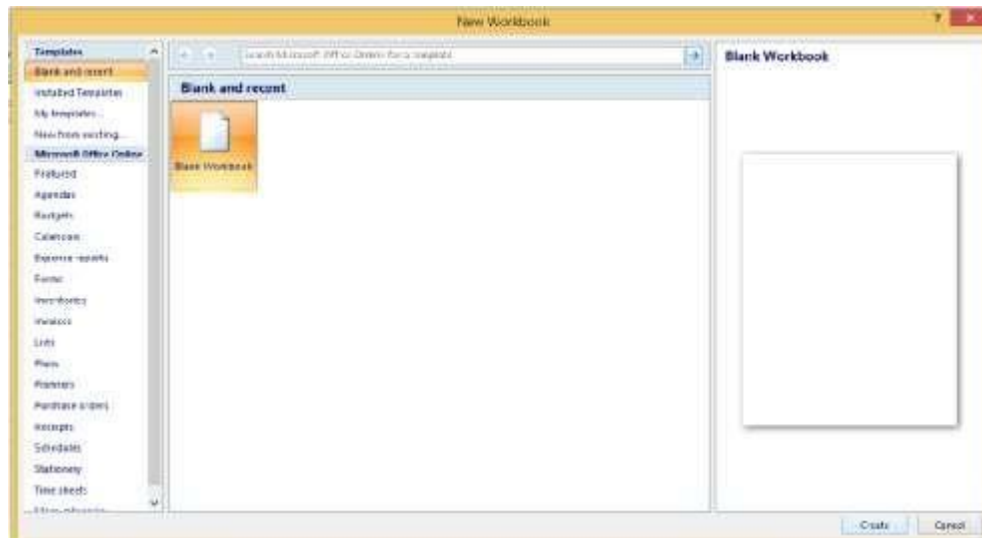 New Workbook
Templates
Blank and recent
Installed Templates
My templates...
New from existing...
Microsoft Office Online
Featured
Agendas
Budgets
Calendars
Expense reports
Forms
Inventories
Invoices
Lists
Plans
Planners
Purchase orders
Receipts
Schedules
Stationery
Time sheets
Search Microsoft Office Online for a template
Blank and recent
Blank Workbook
Blank Workbook
Create
Cancel